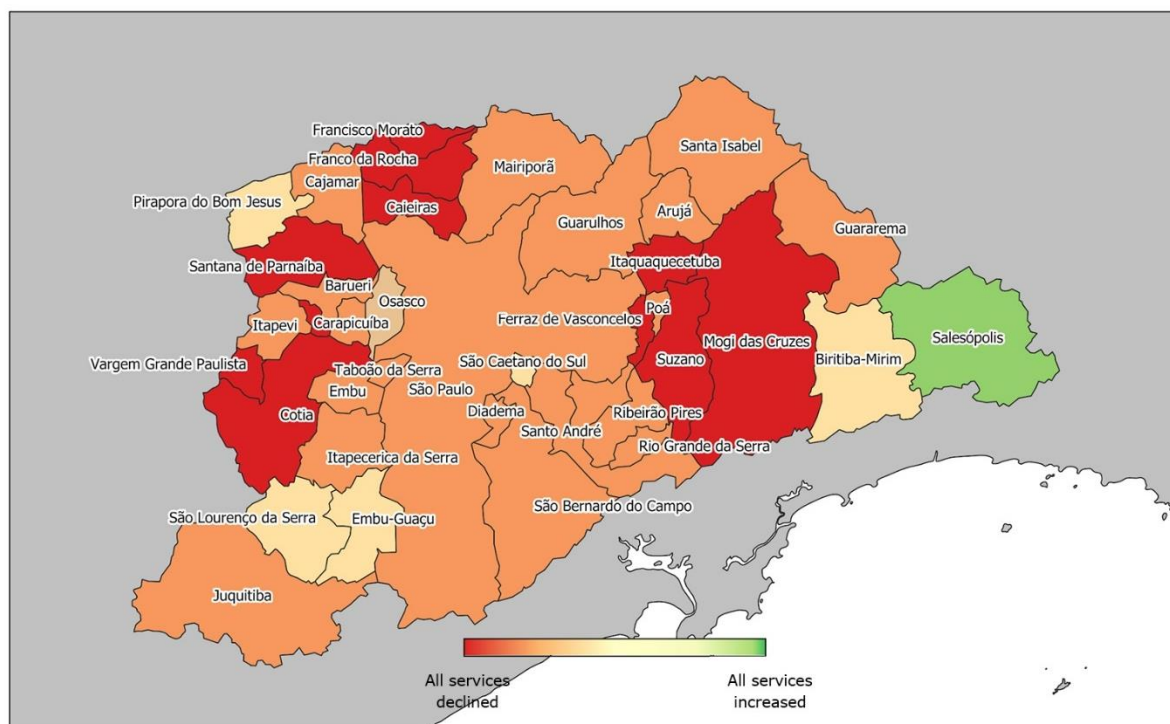 Francisco Morato
Franco da Rocha
Cajamar
Mairiporã
Santa Isabel
Pirapora do Bom Jesus
Caieiras
Guarulhos
Arujá
Guararema
Santana de Parnaíba
Itaquaquecetuba
Barueri
Osasco
Poá
Itapevi
Carapicuíba
Ferraz de Vasconcelos
Mogi das Cruzes
Salesópolis
Vargem Grande Paulista
Taboão da Serra
São Caetano do Sul
Suzano
Biritiba-Mirim
Embu
São Paulo
Cotia
Diadema
Ribeirão Pires
Santo André
Itapecerica da Serra
Rio Grande da Serra
São Bernardo do Campo
São Lourenço da Serra
Embu-Guaçu
Juquitiba
All services
declined
All services
increased